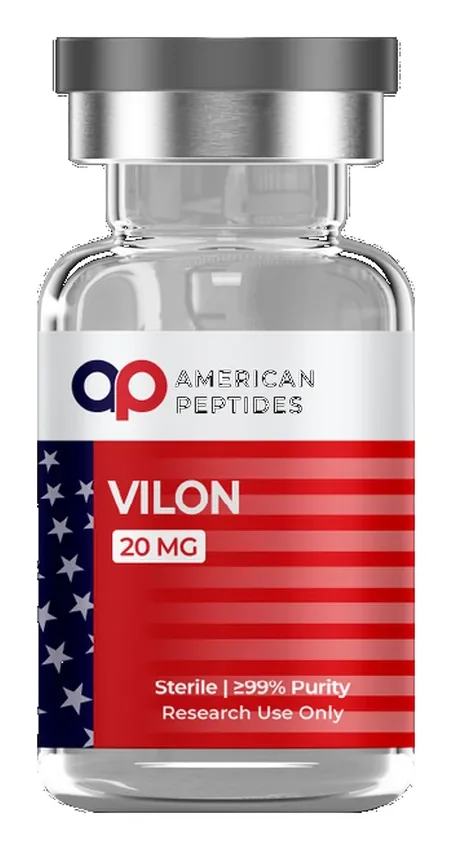 ap AMERICAN
PEPTIDES
VILON
20 MG
Sterile | ≥99% Purity
Research Use Only